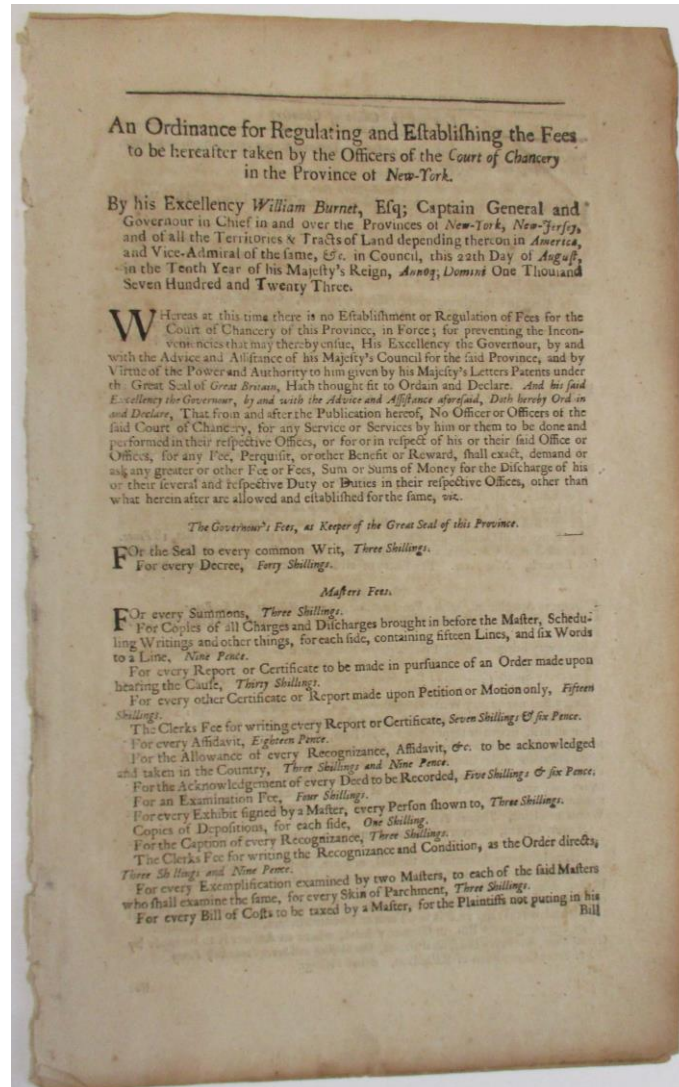 An Ordinance for Regulating and Eſtabliſhing the Fees
to be hereafter taken by the Officers of the Court of Chancery
in the Province of New-York.
By his Excellency William Burnet, Eſq; Captain General and
Governour in Chief in and over the Provinces of New-York, New-Jerſey,
and of all the Territories & Tracts of Land depending thereon in America,
and Vice-Admiral of the ſame, &c. in Council, this 22th Day of Auguſt,
in the Tenth Year of his Majeſty's Reign, Annoq; Domini One Thouſand
Seven Hundred and Twenty Three.
WHereas at this time there is no Eſtabliſhment or Regulation of Fees for the
Court of Chancery of this Province, in Force; for preventing the Incon-
veniencies that may thereby enſue, His Excellency the Governour, by and
with the Advice and Aſſiſtance of his Majeſty's Council for the ſaid Province, and by
Virtue of the Power and Authority to him given by his Majeſty's Letters Patents under
the Great Seal of Great Britain, Hath thought fit to Ordain and Declare. And his ſaid
Excellency the Governour, by and with the Advice and Aſſiſtance aforeſaid, Doth hereby Ord in
and Declare, That from and after the Publication hereof, No Officer or Officers of the
ſaid Court of Chancery, for any Service or Services by him or them to be done and
performed in their reſpective Offices, or for or in reſpect of his or their ſaid Office or
Offices, for any Fee, Perquiſit, or other Benefit or Reward, ſhall exact, demand or
ask any greater or other Fee or Fees, Sum or Sums of Money for the Diſcharge of his
or their ſeveral and reſpective Duty or Duties in their reſpective Offices, other than
what herein after are allowed and eſtabliſhed for the ſame, viz.
The Governour's Fees, as Keeper of the Great Seal of this Province.
FOr the Seal to every common Writ, Three Shillings.
For every Decree, Forty Shillings.
Maſters Fees.
FOr every Summons, Three Shillings.
For Copies of all Charges and Diſcharges brought in before the Maſter, Schedu-
ling Writings and other things, for each ſide, containing fifteen Lines, and ſix Words
to a Line, Nine Pence.
For every Report or Certificate to be made in purſuance of an Order made upon
hearing the Cauſe, Thirty Shillings.
For every other Certificate or Report made upon Petition or Motion only, Fifteen
Shillings.
The Clerks Fee for writing every Report or Certificate, Seven Shillings & ſix Pence.
For every Affidavit, Eighteen Pence.
For the Allowance of every Recognizance, Affidavit, &c. to be acknowledged
and taken in the Country, Three Shillings and Nine Pence.
For the Acknowledgement of every Deed to be Recorded, Five Shillings & ſix Pence.
For an Examination Fee, Four Shillings.
For every Exhibit ſigned by a Maſter, every Perſon shown to, Three Shillings.
Copies of Depoſitions, for each ſide, One Shilling.
For the Caption of every Recognizance, Three Shillings.
The Clerks Fee for writing the Recognizance and Condition, as the Order directs,
Three Sh llings and Nine Pence.
For every Exemplification examined by two Maſters, to each of the ſaid Maſters
who ſhall examine the ſame, for every Skin of Parchment, Three Shillings.
For every Bill of Coſts to be taxed by a Maſter, for the Plaintiffs not puting in his
Bill